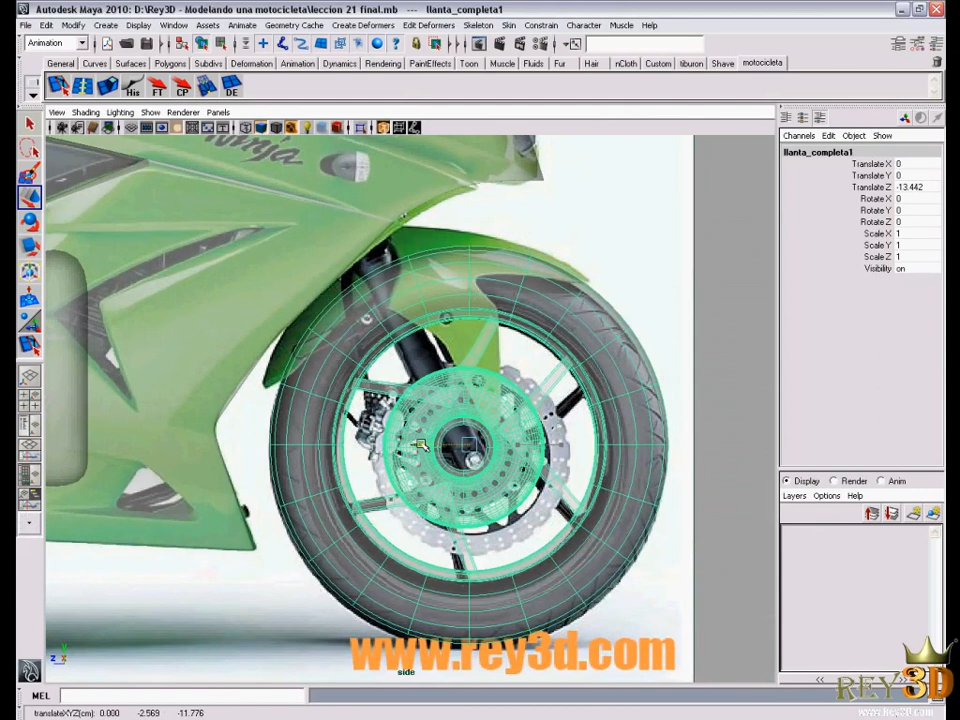 Autodesk Maya 2010: D:\Rey3D - Modelando una motocicleta\leccion 21 final.mb --- llanta_completa1
File Edit Modify Create Display Window Assets Animate Geometry Cache Create Deformers Edit Deformers Skeleton Skin Constrain Character Muscle Help
Animation
General Curves Surfaces Polygons Subdivs Deformation Animation Dynamics Rendering PaintEffects Toon Muscle Fluids Fur Hair nCloth Custom tiburon Shave motocicleta
His FT CP DE
View Shading Lighting Show Renderer Panels
Channels Edit Object Show
llanta_completa1
Translate X 0
Translate Y 0
Translate Z -13.442
Rotate X 0
Rotate Y 0
Rotate Z 0
Scale X 1
Scale Y 1
Scale Z 1
Visibility on
Ninja
Display Render Anim
Layers Options Help
www.rey3d.com
side
REY3D
www.Rey3D.com
MEL
translateXYZ(cm): 0.000 -2.569 -11.776